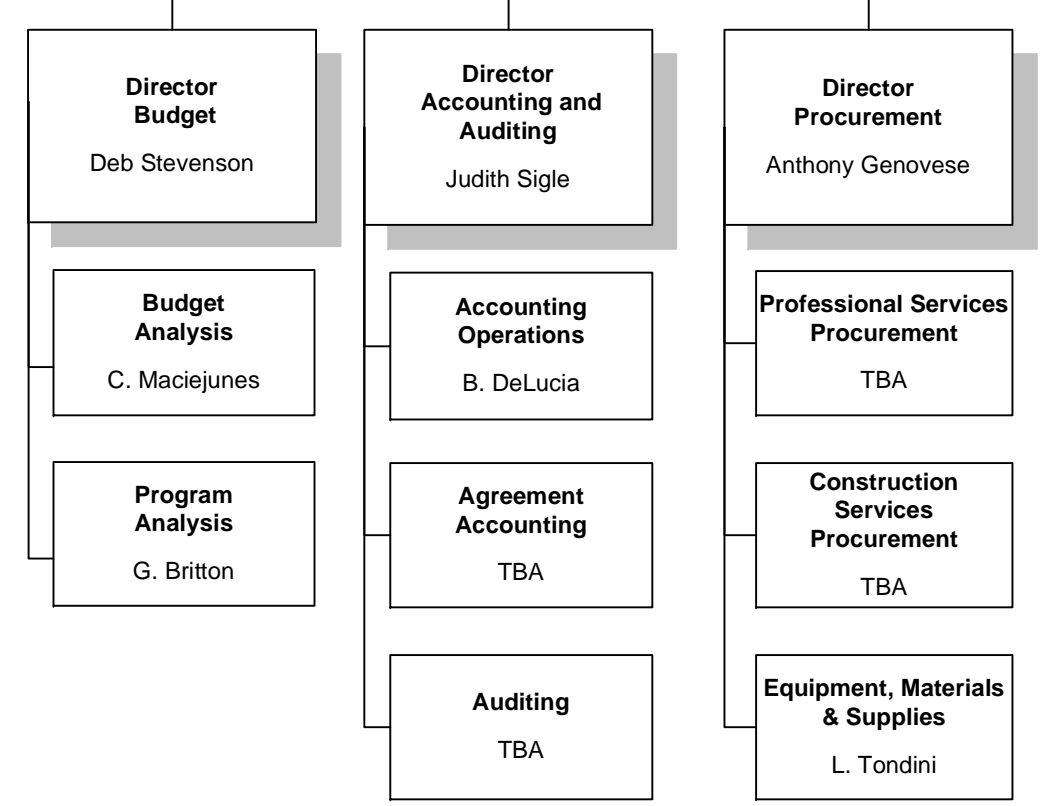 Director
Budget
Deb Stevenson
Budget
Analysis
C. Maciejunes
Program
Analysis
G. Britton
Director
Accounting and
Auditing
Judith Sigle
Accounting
Operations
B. DeLucia
Agreement
Accounting
TBA
Auditing
TBA
Director
Procurement
Anthony Genovese
Professional Services
Procurement
TBA
Construction
Services
Procurement
TBA
Equipment, Materials
& Supplies
L. Tondini